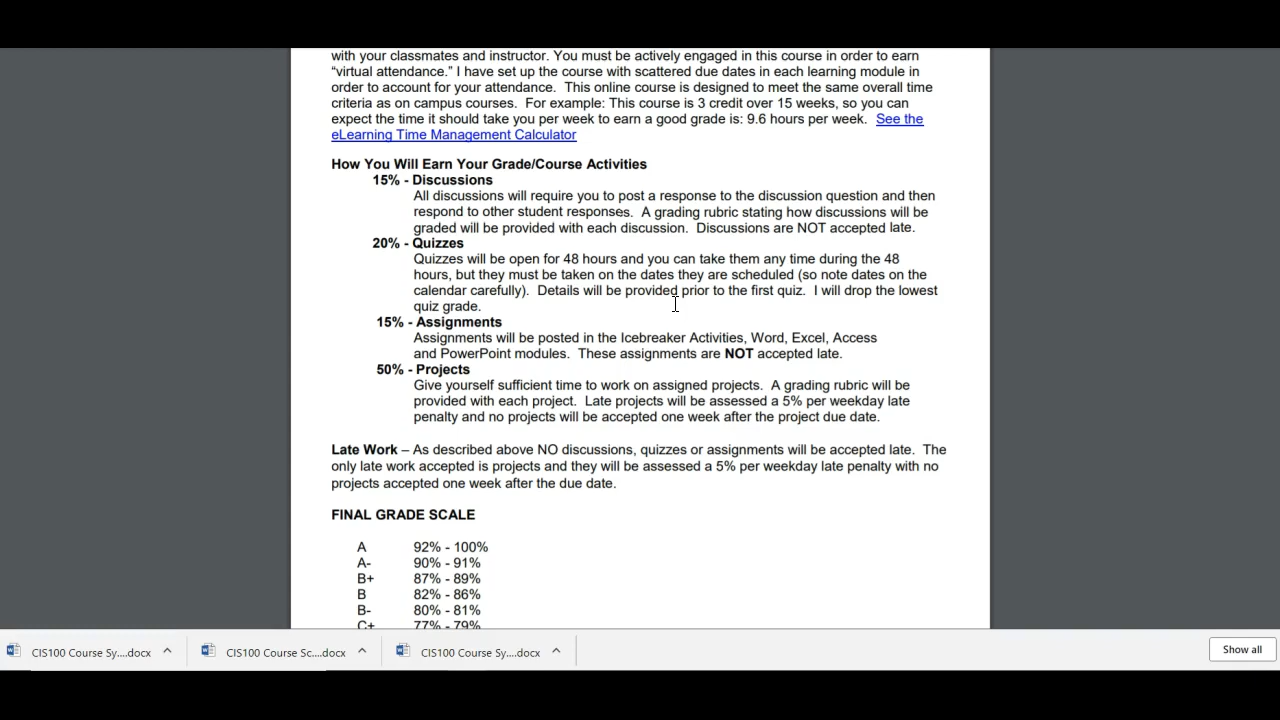 with your classmates and instructor. You must be actively engaged in this course in order to earn
“virtual attendance.” I have set up the course with scattered due dates in each learning module in
order to account for your attendance.  This online course is designed to meet the same overall time
criteria as on campus courses.  For example: This course is 3 credit over 15 weeks, so you can
expect the time it should take you per week to earn a good grade is: 9.6 hours per week.  See the
eLearning Time Management Calculator
How You Will Earn Your Grade/Course Activities
15% - Discussions
All discussions will require you to post a response to the discussion question and then
respond to other student responses.  A grading rubric stating how discussions will be
graded will be provided with each discussion.  Discussions are NOT accepted late.
20% - Quizzes
Quizzes will be open for 48 hours and you can take them any time during the 48
hours, but they must be taken on the dates they are scheduled (so note dates on the
calendar carefully).  Details will be provided prior to the first quiz.  I will drop the lowest
quiz grade.
15% - Assignments
Assignments will be posted in the Icebreaker Activities, Word, Excel, Access
and PowerPoint modules.  These assignments are NOT accepted late.
50% - Projects
Give yourself sufficient time to work on assigned projects.  A grading rubric will be
provided with each project.  Late projects will be assessed a 5% per weekday late
penalty and no projects will be accepted one week after the project due date.
Late Work – As described above NO discussions, quizzes or assignments will be accepted late.  The
only late work accepted is projects and they will be assessed a 5% per weekday late penalty with no
projects accepted one week after the due date.
FINAL GRADE SCALE
A 92% - 100%
A- 90% - 91%
B+ 87% - 89%
B 82% - 86%
B- 80% - 81%
C+ 77% - 79%
CIS100 Course Sy....docx CIS100 Course Sc....docx CIS100 Course Sy....docx Show all